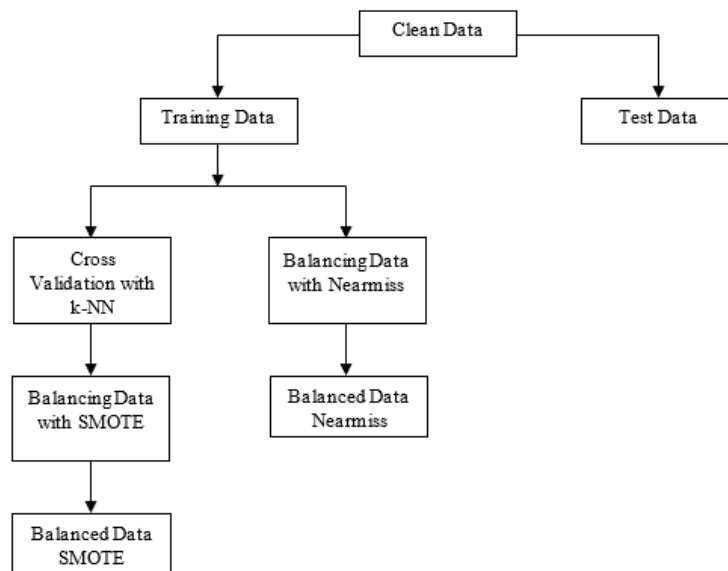 Clean Data
Training Data
Test Data
Cross
Validation with
k-NN
Balancing Data
with Nearmiss
Balancing Data
with SMOTE
Balanced Data
Nearmiss
Balanced Data
SMOTE